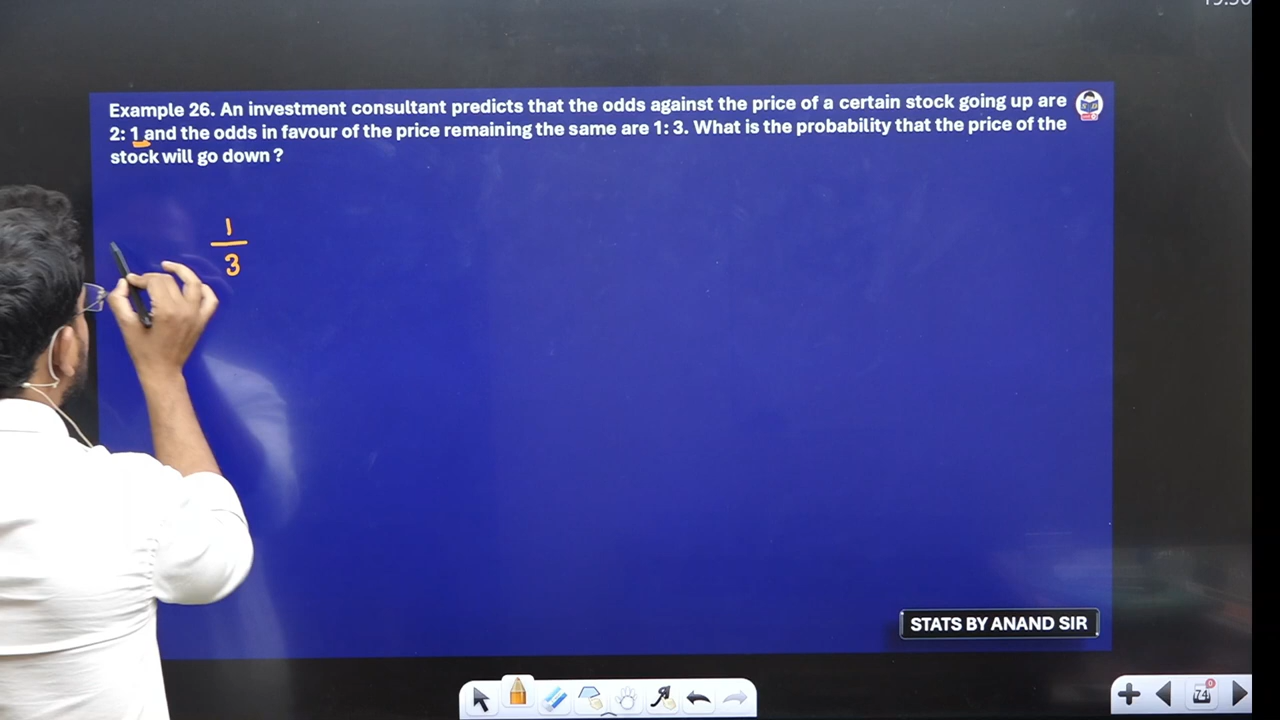 Example 26. An investment consultant predicts that the odds against the price of a certain stock going up are
2: 1 and the odds in favour of the price remaining the same are 1: 3. What is the probability that the price of the
stock will go down ?
1
3
STATS BY ANAND SIR
74